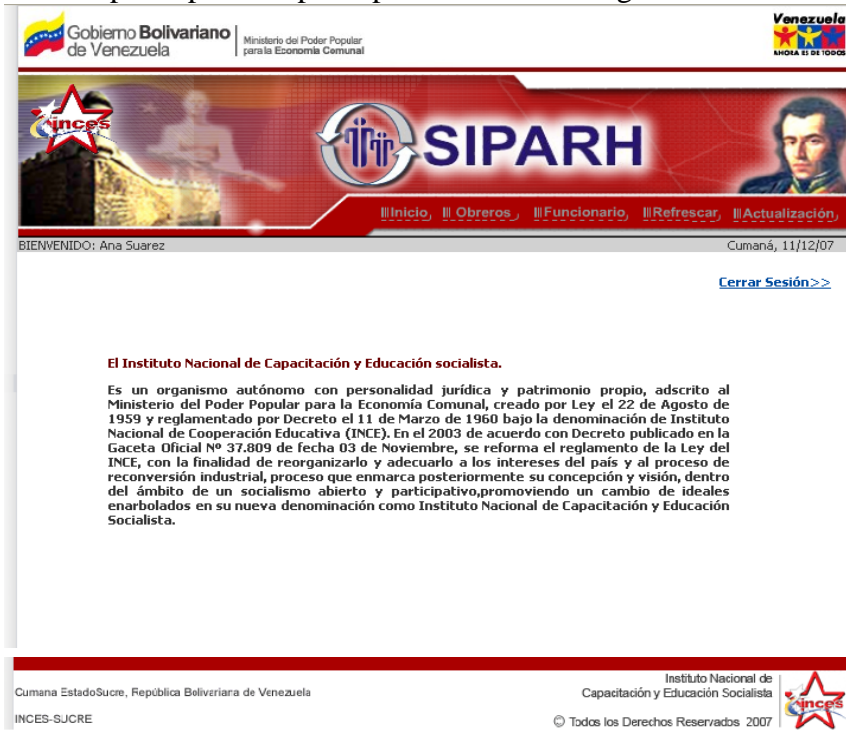 Gobierno Bolivariano
de Venezuela
Ministerio del Poder Popular
para la Economía Comunal
Venezuela
AHORA ES DE TODOS
inces
SIPARH
Inicio, Obreros, Funcionario, Refrescar, Actualización,
BIENVENIDO: Ana Suarez
Cumaná, 11/12/07
Cerrar Sesión>>
El Instituto Nacional de Capacitación y Educación socialista.
Es un organismo autónomo con personalidad jurídica y patrimonio propio, adscrito al
Ministerio del Poder Popular para la Economía Comunal, creado por Ley el 22 de Agosto de
1959 y reglamentado por Decreto el 11 de Marzo de 1960 bajo la denominación de Instituto
Nacional de Cooperación Educativa (INCE). En el 2003 de acuerdo con Decreto publicado en la
Gaceta Oficial Nº 37.809 de fecha 03 de Noviembre, se reforma el reglamento de la Ley del
INCE, con la finalidad de reorganizarlo y adecuarlo a los intereses del país y al proceso de
reconversión industrial, proceso que enmarca posteriormente su concepción y visión, dentro
del ámbito de un socialismo abierto y participativo,promoviendo un cambio de ideales
enarbolados en su nueva denominación como Instituto Nacional de Capacitación y Educación
Socialista.
Cumana EstadoSucre, República Bolivariana de Venezuela
INCES-SUCRE
Instituto Nacional de
Capacitación y Educación Socialista
© Todos los Derechos Reservados 2007
inces